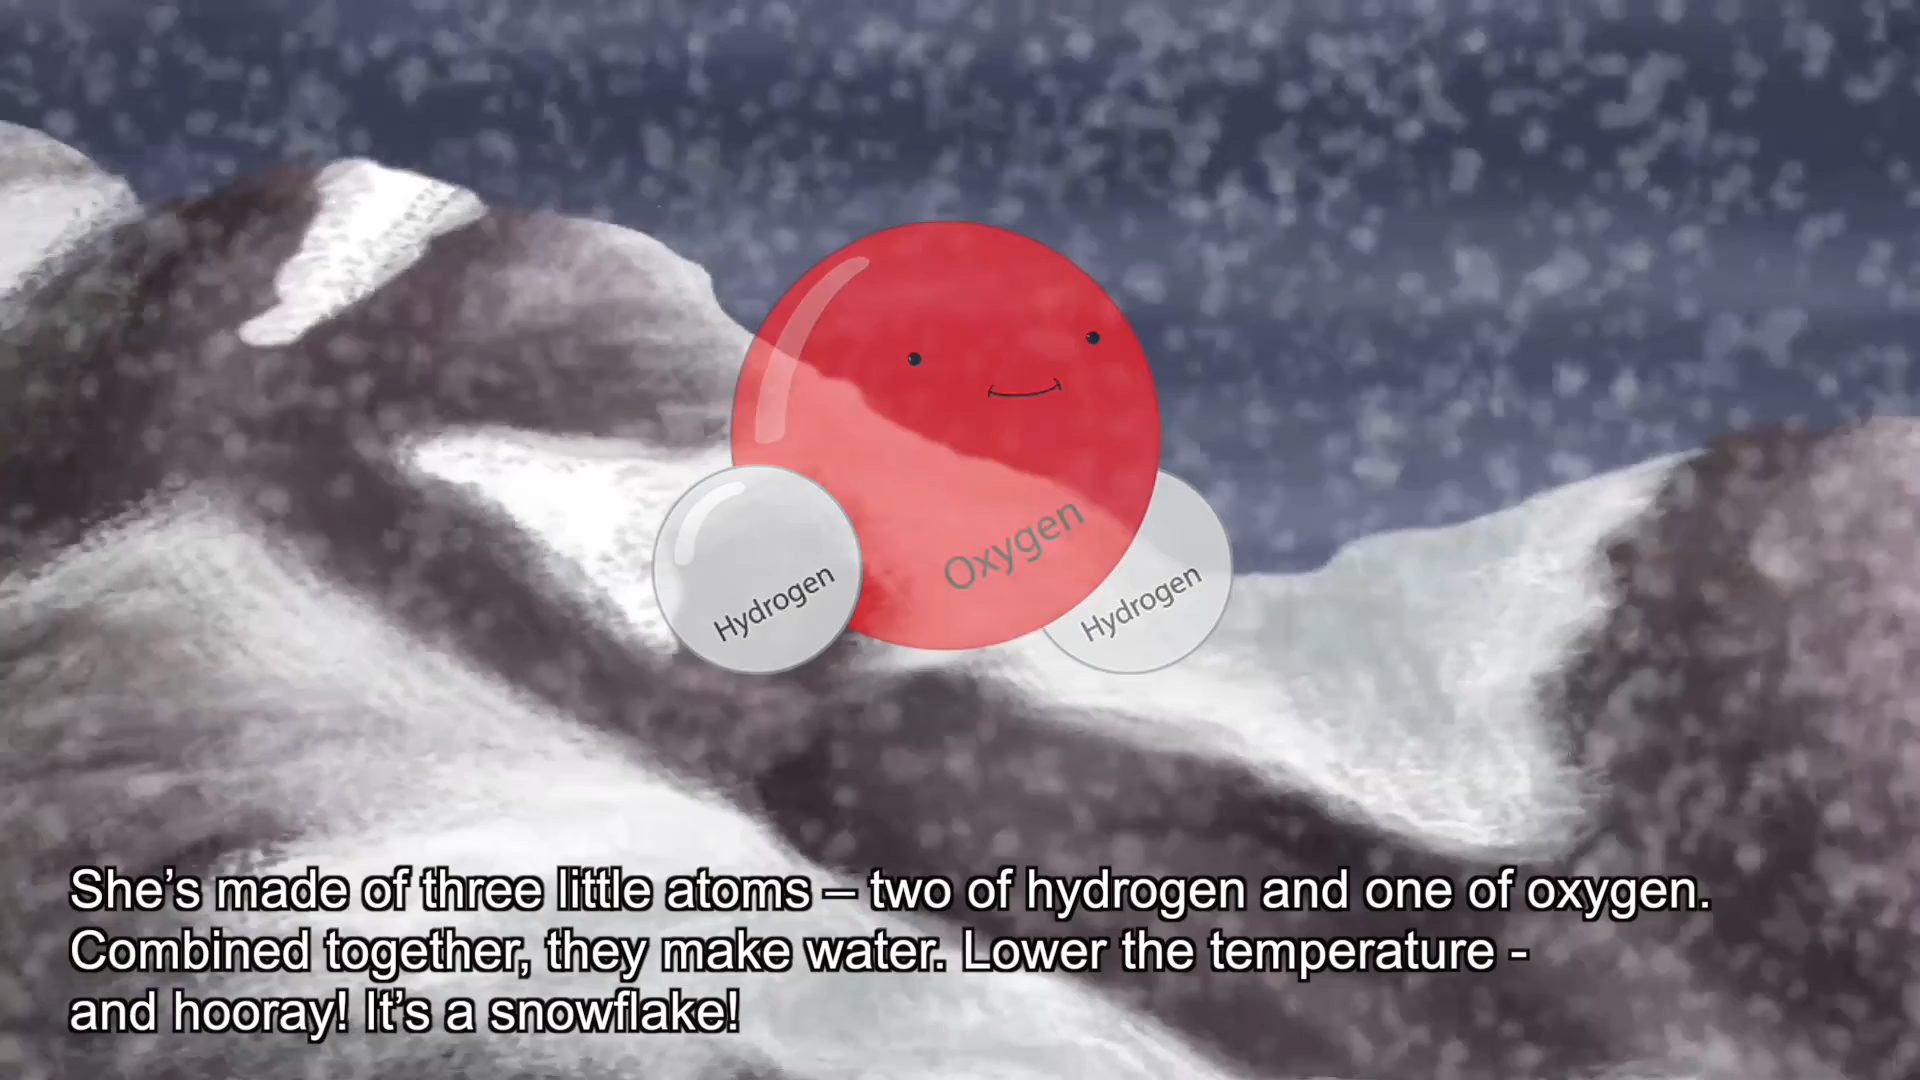 Oxygen
Hydrogen
Hydrogen
She’s made of three little atoms – two of hydrogen and one of oxygen.
Combined together, they make water. Lower the temperature -
and hooray! It’s a snowflake!